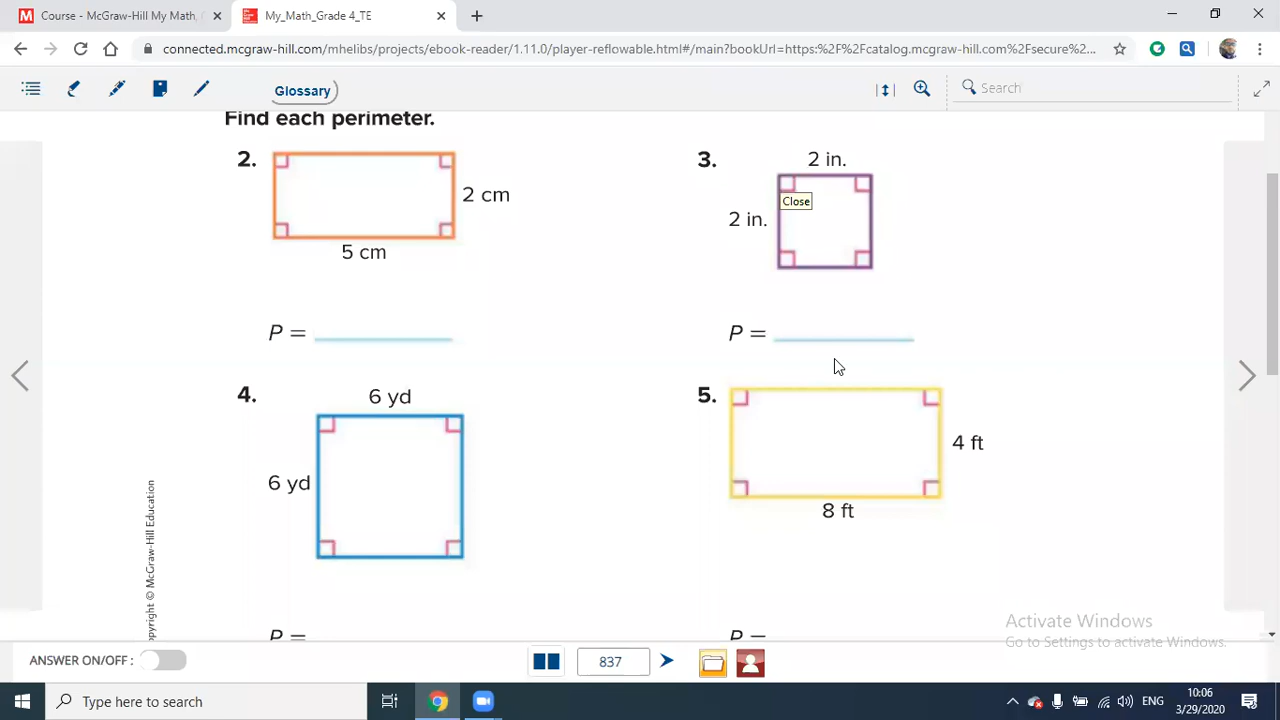 Course - McGraw-Hill My Math,
My_Math_Grade 4_TE
connected.mcgraw-hill.com/mhelibs/projects/ebook-reader/1.11.0/player-reflowable.html#/main?bookUrl=https:%2F%2Fcatalog.mcgraw-hill.com%2Fsecure%2...
Glossary
Search
Find each perimeter.
2.
2 cm
5 cm
P =
3.
2 in.
2 in.
Close
P =
4.
6 yd
6 yd
P =
5.
4 ft
8 ft
P =
opyright © McGraw-Hill Education
Activate Windows
Go to Settings to activate Windows.
ANSWER ON/OFF :
837
Type here to search
ENG
10:06
3/29/2020